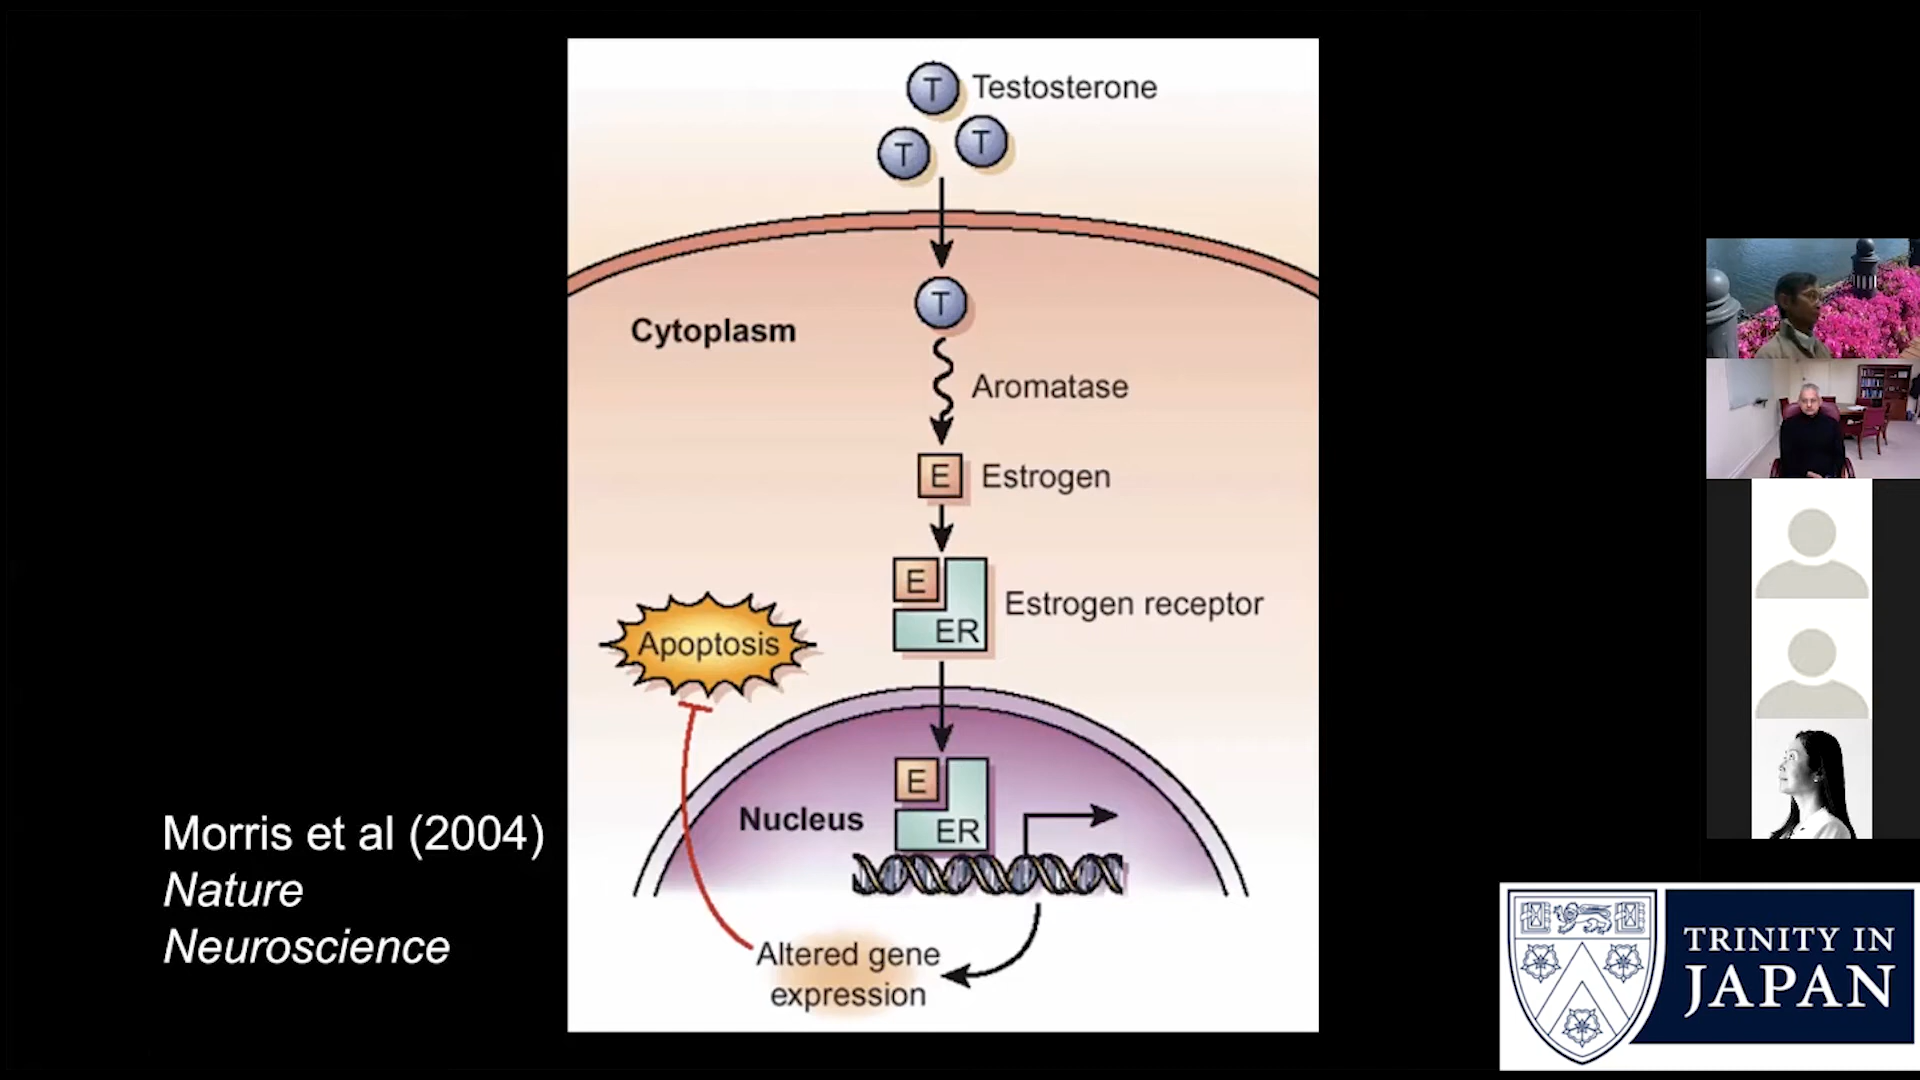 T Testosterone
T T
T
Cytoplasm
Aromatase
E Estrogen
E
ER
Estrogen receptor
Apoptosis
E
ER
Nucleus
Altered gene
expression
Morris et al (2004)
Nature
Neuroscience
TRINITY IN
JAPAN